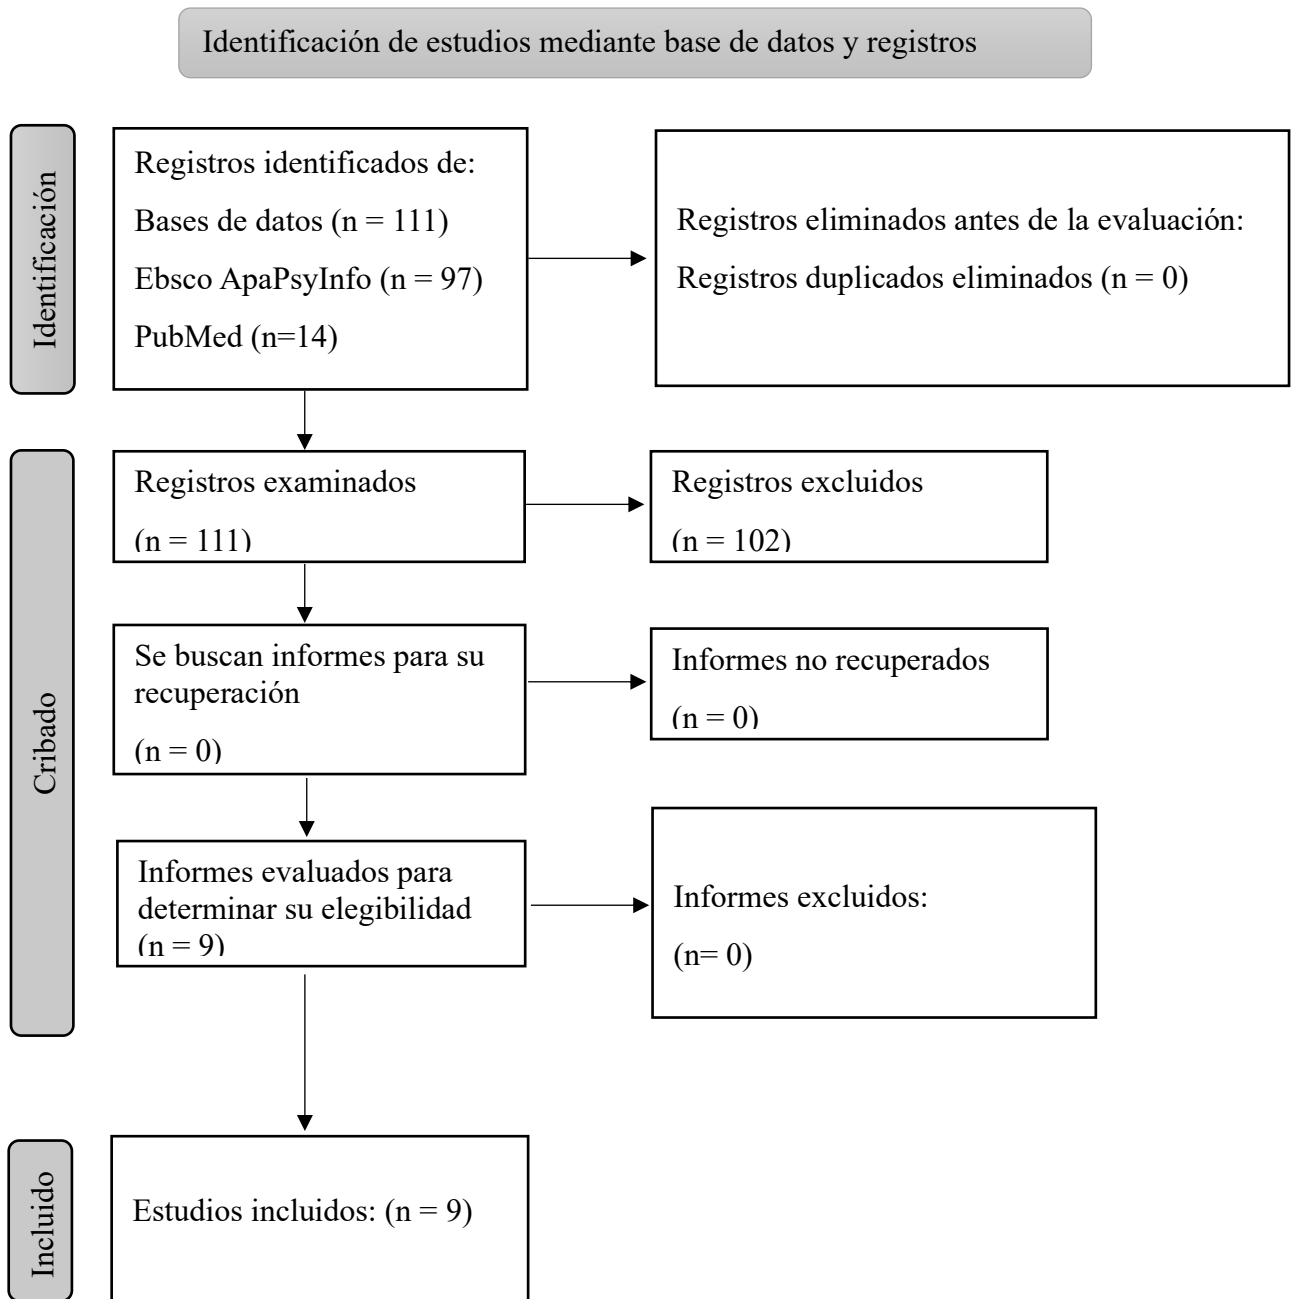 Identificación de estudios mediante base de datos y registros
Identificación
Registros identificados de:
Bases de datos (n = 111)
Ebsco ApaPsyInfo (n = 97)
PubMed (n=14)
Registros eliminados antes de la evaluación:
Registros duplicados eliminados (n = 0)
Cribado
Registros examinados
(n = 111)
Registros excluidos
(n = 102)
Se buscan informes para su
recuperación
(n = 0)
Informes no recuperados
(n = 0)
Informes evaluados para
determinar su elegibilidad
(n = 9)
Informes excluidos:
(n= 0)
Incluido
Estudios incluidos: (n = 9)